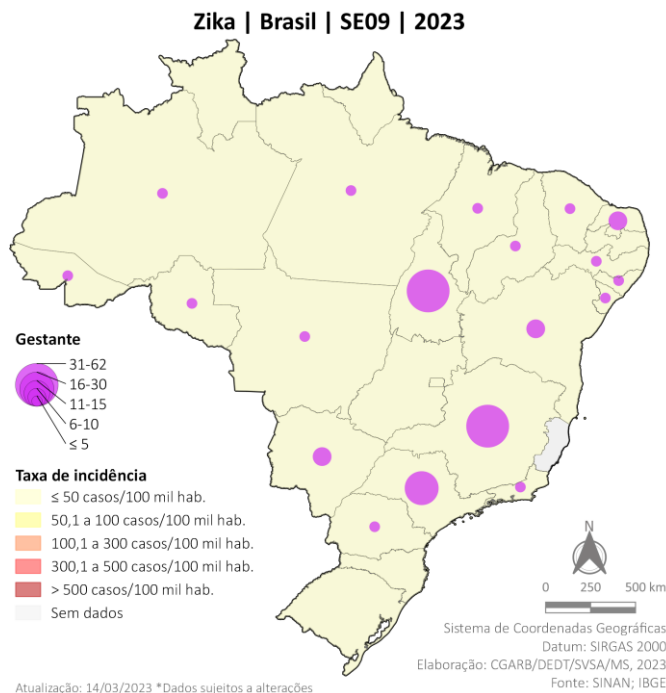 Zika | Brasil | SE09 | 2023
Gestante
31-62
16-30
11-15
6-10
≤ 5
Taxa de incidência
≤ 50 casos/100 mil hab.
50,1 a 100 casos/100 mil hab.
100,1 a 300 casos/100 mil hab.
300,1 a 500 casos/100 mil hab.
> 500 casos/100 mil hab.
Sem dados
N
0 250 500 km
Sistema de Coordenadas Geográficas
Datum: SIRGAS 2000
Elaboração: CGARB/DEDT/SVSA/MS, 2023
Fonte: SINAN; IBGE
Atualização: 14/03/2023 *Dados sujeitos a alterações